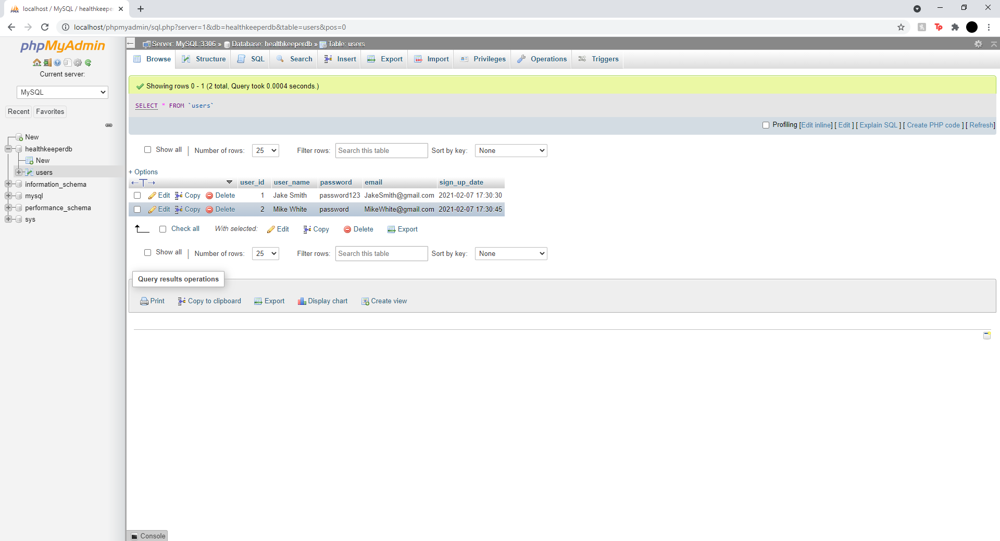 localhost / MySQL / healthkeepe
localhost/phpmyadmin/sql.php?server=1&db=healthkeeperdb&table=users&pos=0
phpMyAdmin
Current server:
MySQL
Recent Favorites
New
healthkeeperdb
New
users
information_schema
mysql
performance_schema
sys
Server: MySQL:3306 » Database: healthkeeperdb » Table: users
Browse Structure SQL Search Insert Export Import Privileges Operations Triggers
Showing rows 0 - 1 (2 total, Query took 0.0004 seconds.)
SELECT * FROM `users`
Profiling [Edit inline] [ Edit ] [ Explain SQL ] [ Create PHP code ] [ Refresh]
Show all | Number of rows: 25 Filter rows: Search this table Sort by key: None
+ Options
user_id user_name password email sign_up_date
Edit Copy Delete 1 Jake Smith password123 JakeSmith@gmail.com 2021-02-07 17:30:30
Edit Copy Delete 2 Mike White password MikeWhite@gmail.com 2021-02-07 17:30:45
Check all With selected: Edit Copy Delete Export
Show all | Number of rows: 25 Filter rows: Search this table Sort by key: None
Query results operations
Print Copy to clipboard Export Display chart Create view
Console